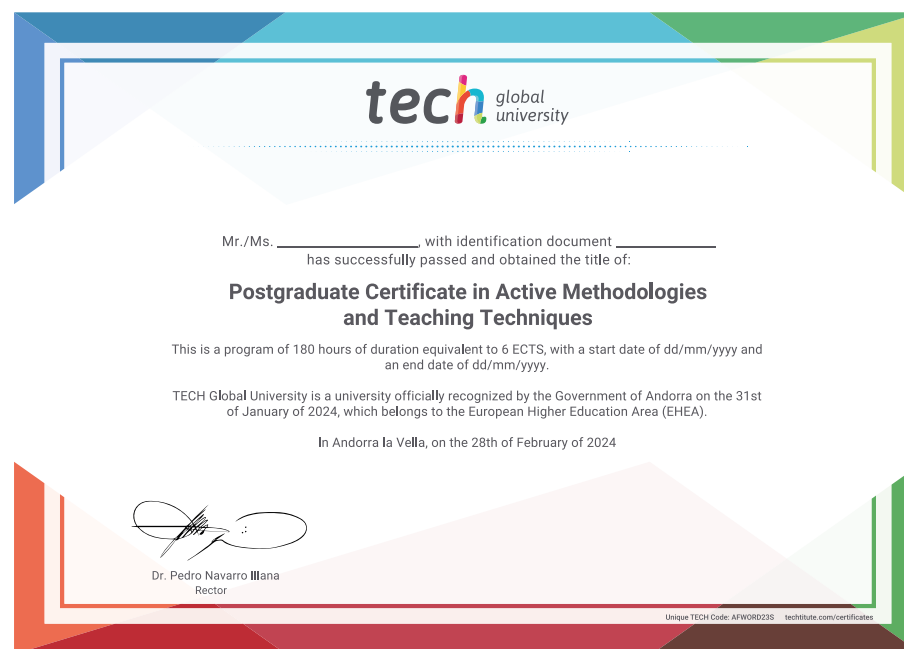 tech global
university
Mr./Ms. ____________, with identification document ____________
has successfully passed and obtained the title of:
Postgraduate Certificate in Active Methodologies
and Teaching Techniques
This is a program of 180 hours of duration equivalent to 6 ECTS, with a start date of dd/mm/yyyy and
an end date of dd/mm/yyyy.
TECH Global University is a university officially recognized by the Government of Andorra on the 31st
of January of 2024, which belongs to the European Higher Education Area (EHEA).
In Andorra la Vella, on the 28th of February of 2024
Dr. Pedro Navarro Illana
Rector
Unique TECH Code: AFWORD23S techtitute.com/certificates